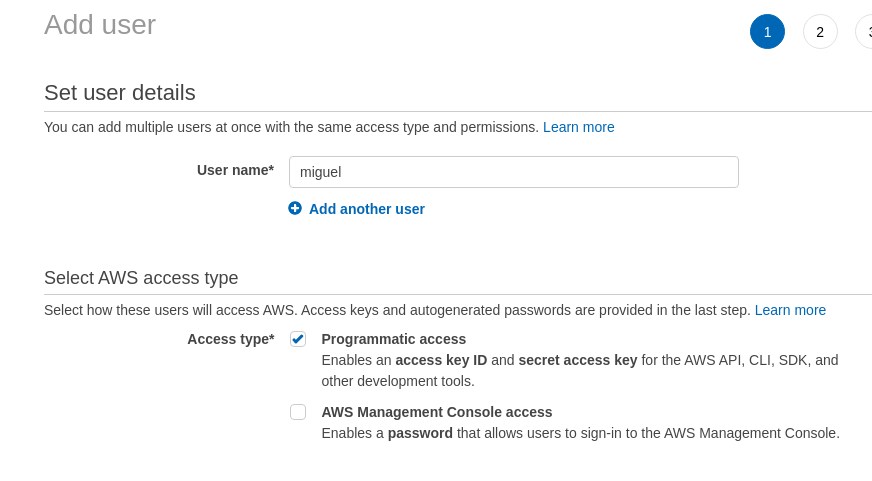 Add user
1
2
3
Set user details
You can add multiple users at once with the same access type and permissions. Learn more
User name*
miguel
Add another user
Select AWS access type
Select how these users will access AWS. Access keys and autogenerated passwords are provided in the last step. Learn more
Access type*
Programmatic access
Enables an access key ID and secret access key for the AWS API, CLI, SDK, and
other development tools.
AWS Management Console access
Enables a password that allows users to sign-in to the AWS Management Console.